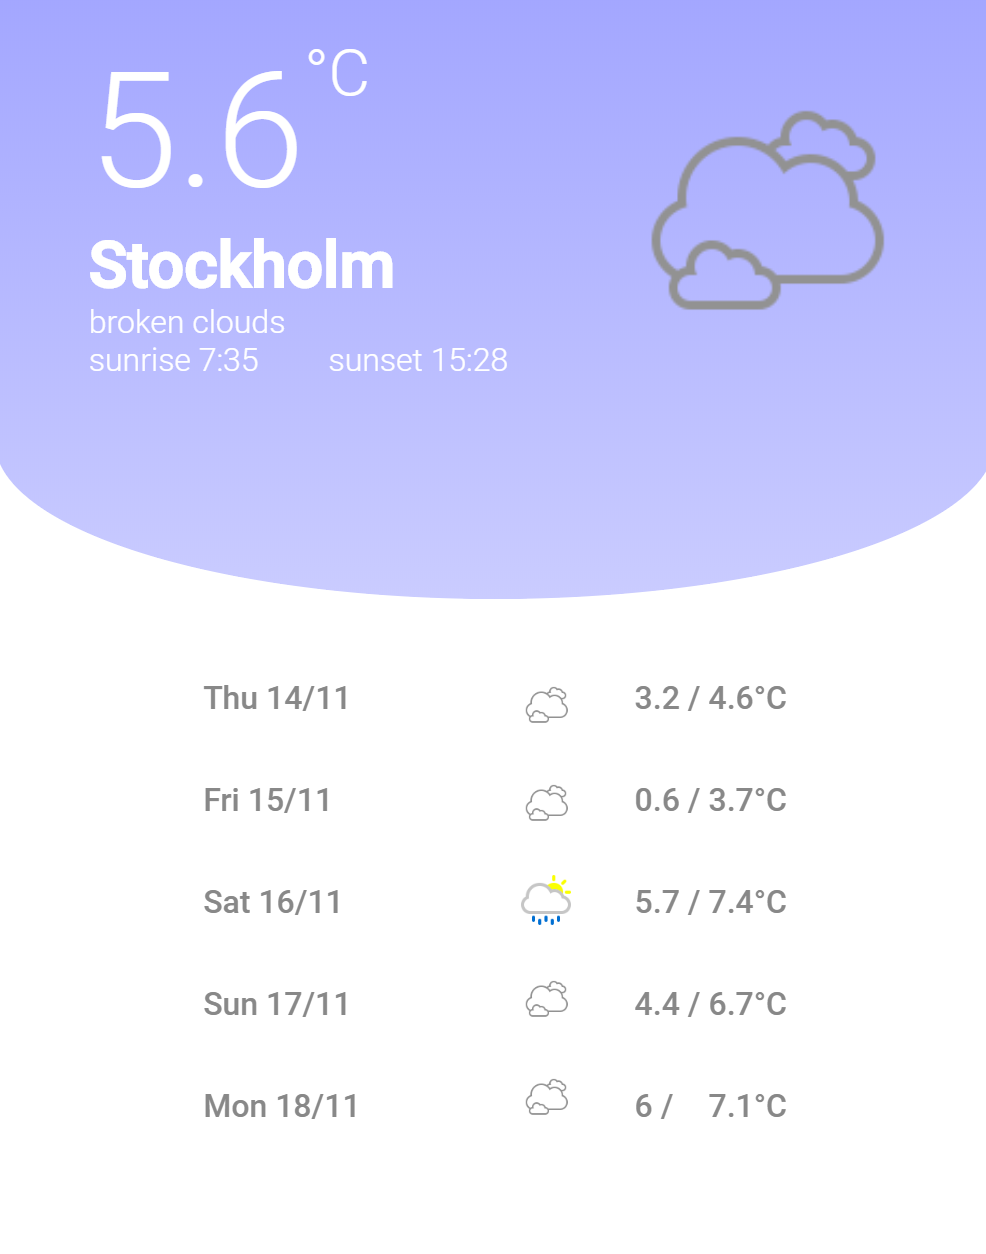 5.6 °C
Stockholm
broken clouds
sunrise 7:35 sunset 15:28
Thu 14/11 3.2 / 4.6°C
Fri 15/11 0.6 / 3.7°C
Sat 16/11 5.7 / 7.4°C
Sun 17/11 4.4 / 6.7°C
Mon 18/11 6 / 7.1°C